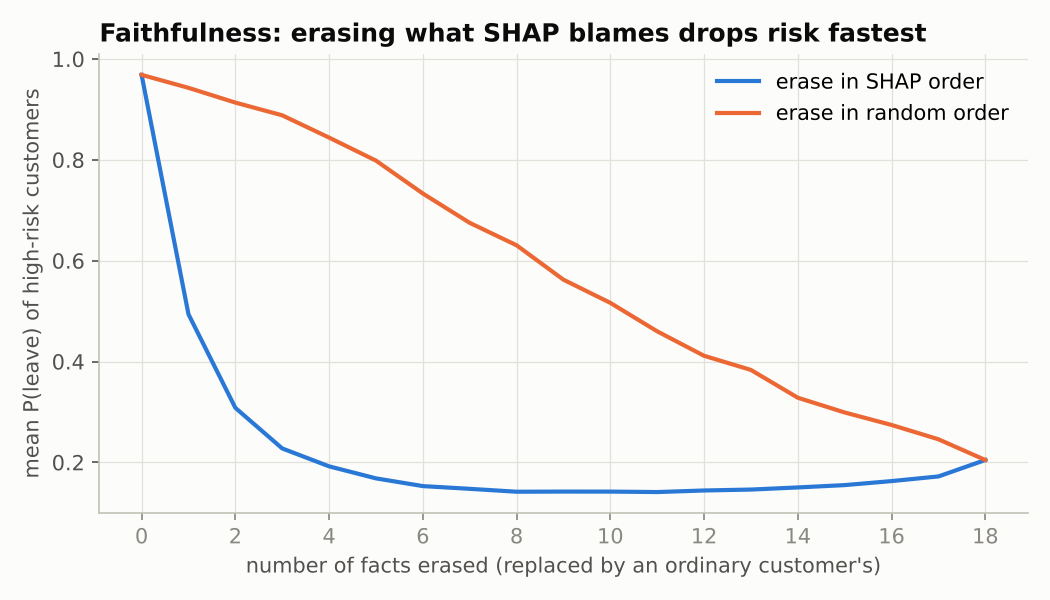 Faithfulness: erasing what SHAP blames drops risk fastest
erase in SHAP order
erase in random order
mean P(leave) of high-risk customers
1.0
0.8
0.6
0.4
0.2
0 2 4 6 8 10 12 14 16 18
number of facts erased (replaced by an ordinary customer's)